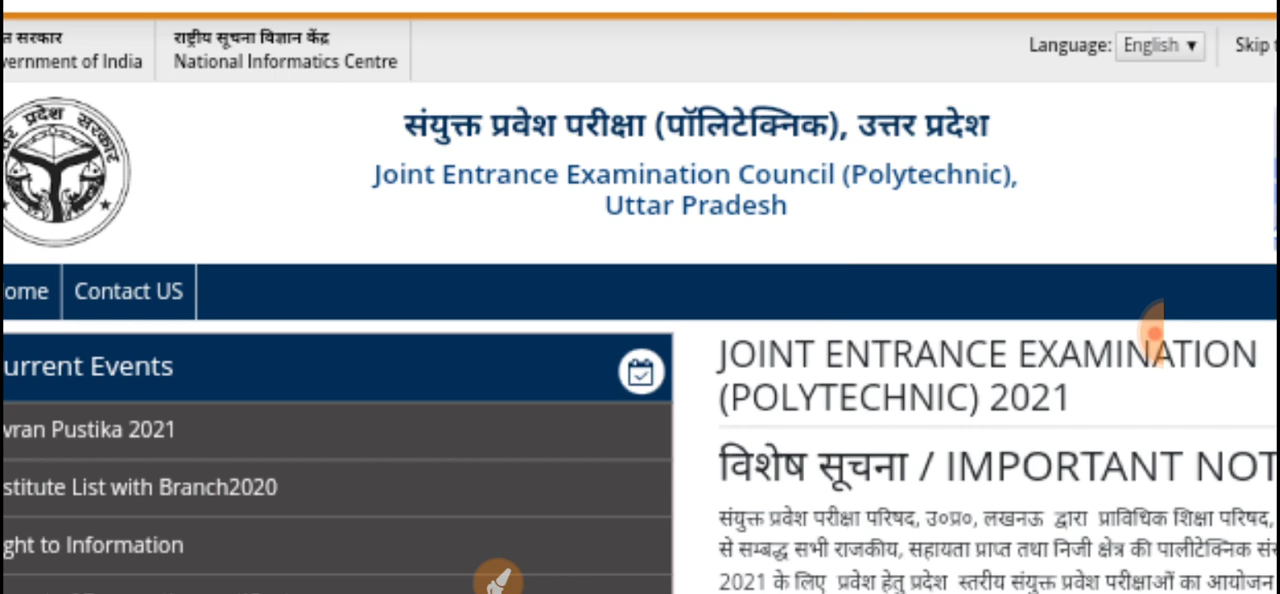 त सरकार
vernment of India
राष्ट्रीय सूचना विज्ञान केंद्र
National Informatics Centre
Language: English ▼
Skip
संयुक्त प्रवेश परीक्षा (पॉलिटेक्निक), उत्तर प्रदेश
Joint Entrance Examination Council (Polytechnic),
Uttar Pradesh
प्रदेश सरकार
ome
Contact US
urrent Events
vran Pustika 2021
stitute List with Branch2020
ght to Information
JOINT ENTRANCE EXAMINATION
(POLYTECHNIC) 2021
विशेष सूचना / IMPORTANT NOT
संयुक्त प्रवेश परीक्षा परिषद, उ०प्र०, लखनऊ द्वारा प्राविधिक शिक्षा परिषद,
से सम्बद्ध सभी राजकीय, सहायता प्राप्त तथा निजी क्षेत्र की पालीटेक्निक सं
2021 के लिए प्रवेश हेतु प्रदेश स्तरीय संयुक्त प्रवेश परीक्षाओं का आयोजन